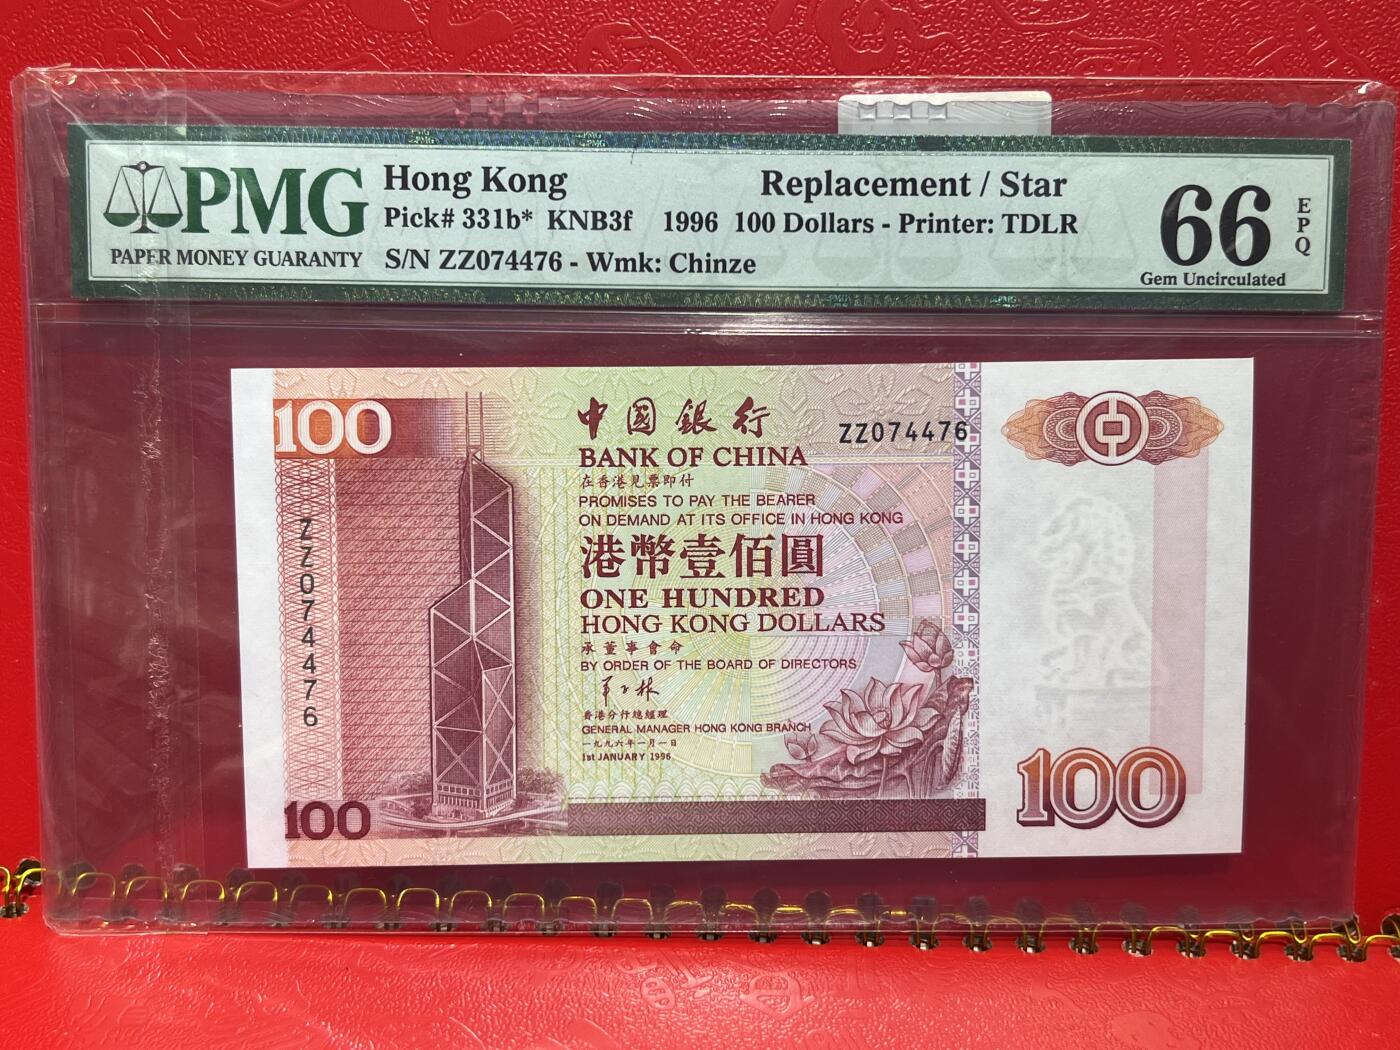 PMG
PAPER MONEY GUARANTY
Hong Kong
Replacement / Star
Pick# 331b* KNB3f 1996 100 Dollars - Printer: TDLR
S/N ZZ074476 - Wmk: Chinze
66
EPQ
Gem Uncirculated
100
中國銀行
ZZ074476
BANK OF CHINA
在香港見票即付
PROMISES TO PAY THE BEARER
ON DEMAND AT ITS OFFICE IN HONG KONG
港幣壹佰圓
ONE HUNDRED
HONG KONG DOLLARS
承董事會命
BY ORDER OF THE BOARD OF DIRECTORS
香港分行總經理
GENERAL MANAGER HONG KONG BRANCH
一九九六年一月一日
1st JANUARY 1996
ZZ074476
100
100